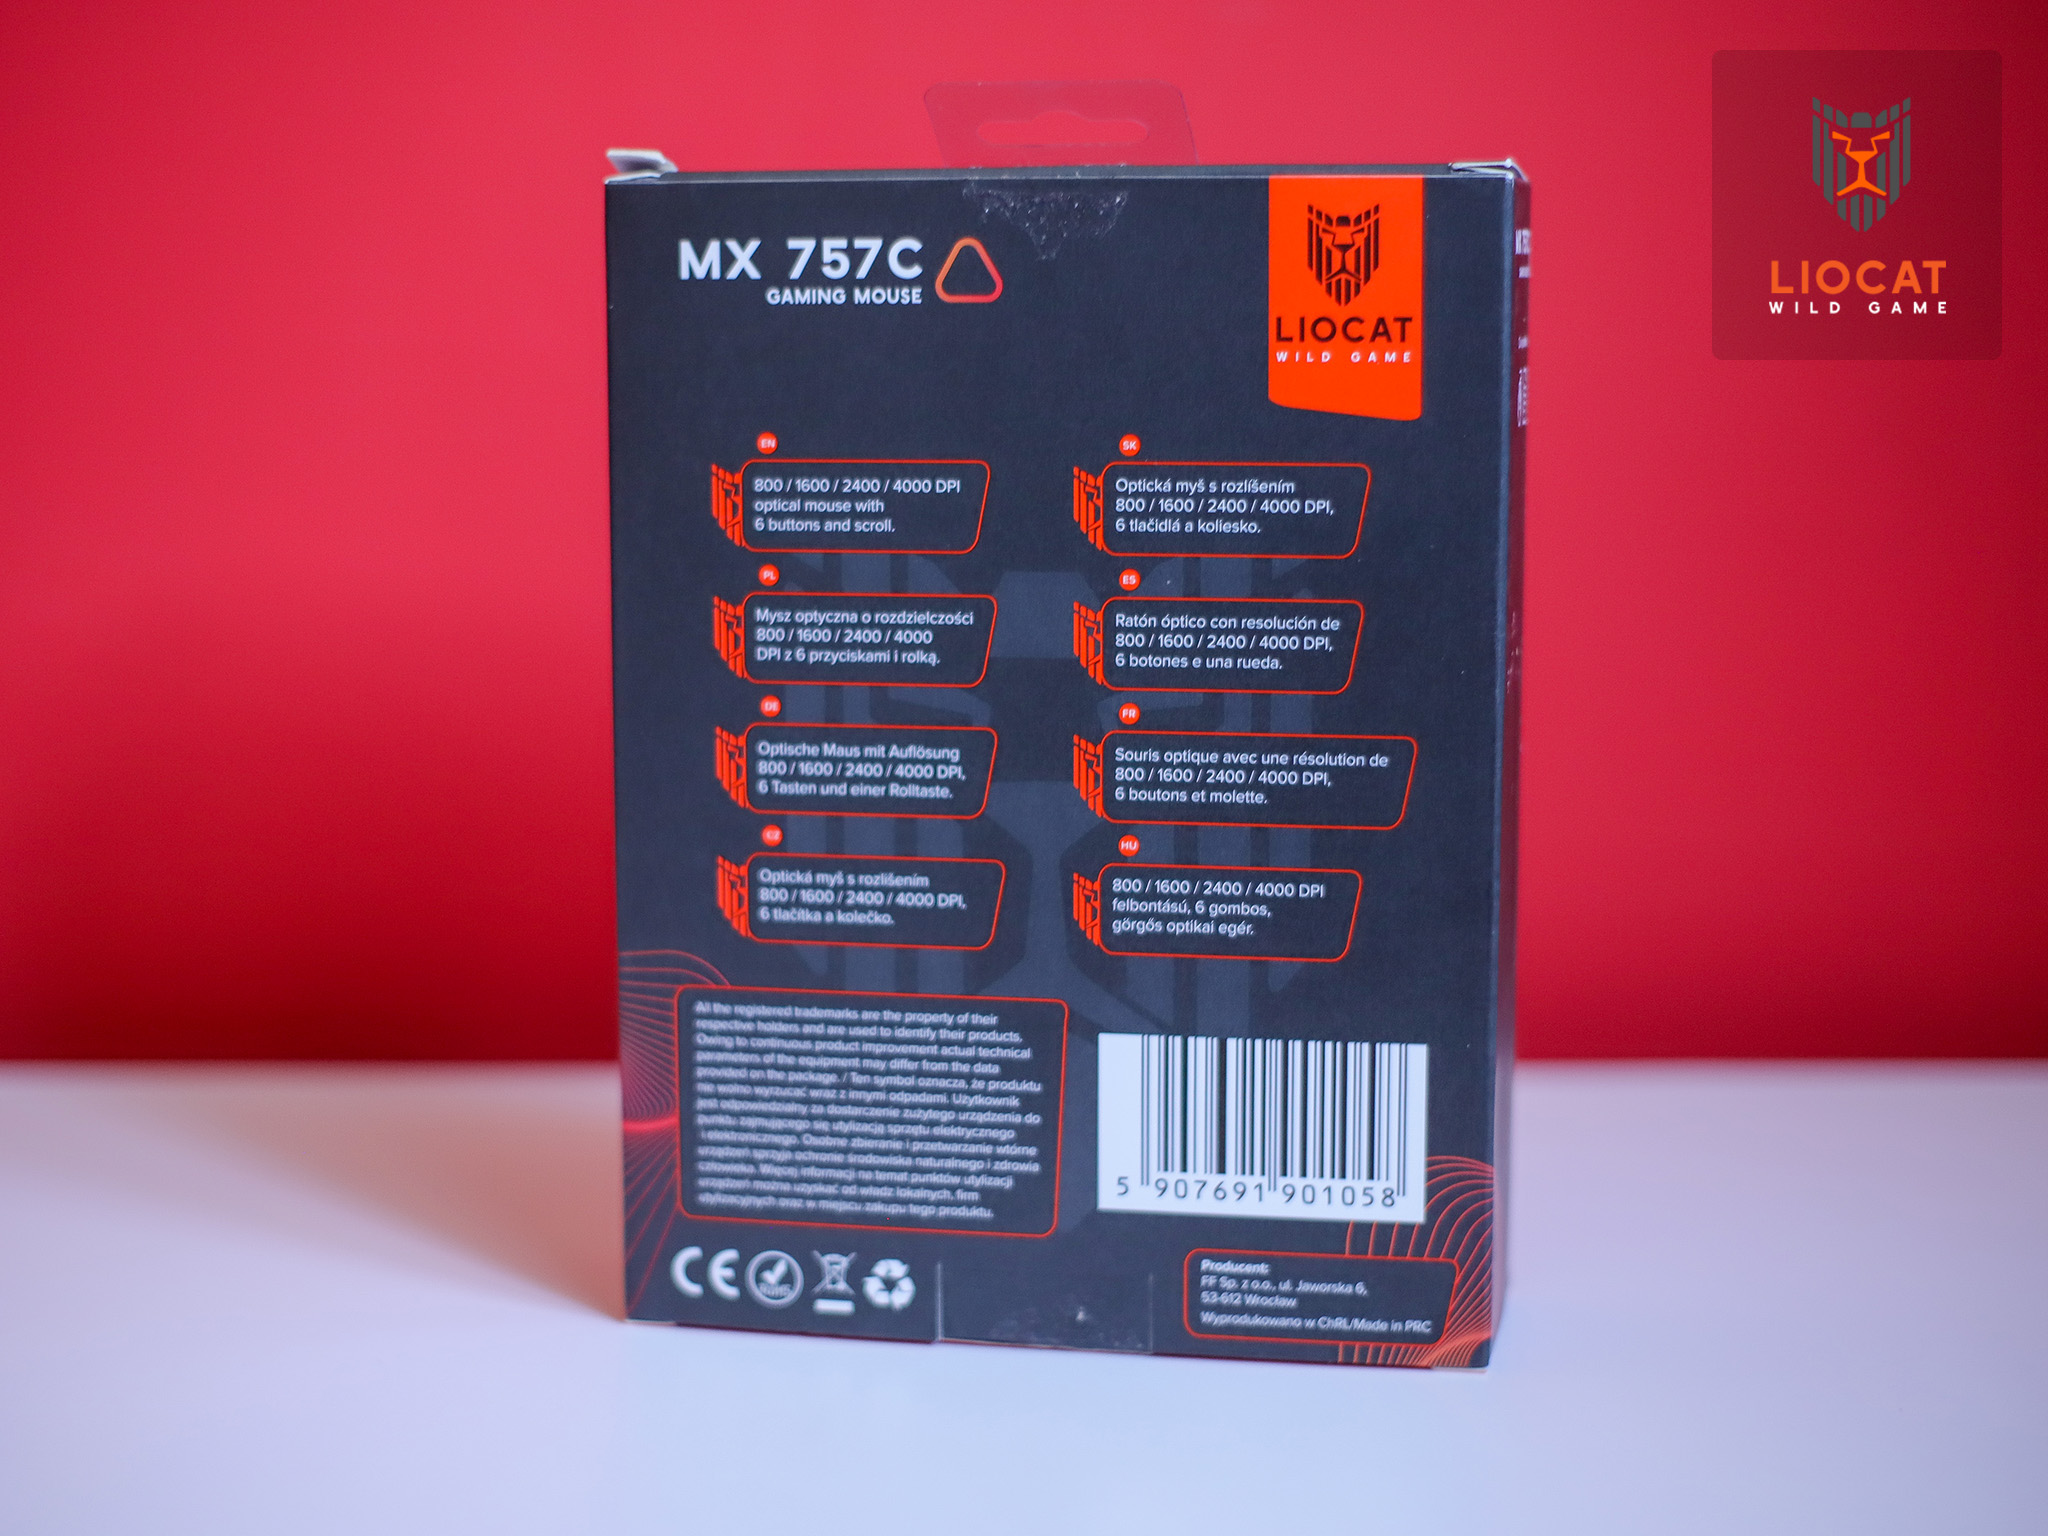 MX 757C
GAMING MOUSE
LIOCAT
WILD GAME
LIOCAT
WILD GAME
EN
800 / 1600 / 2400 / 4000 DPI
optical mouse with
6 buttons and scroll.
PL
Mysz optyczna o rozdzielczości
800 / 1600 / 2400 / 4000
DPI z 6 przyciskami i rolką.
DE
Optische Maus mit Auflösung
800 / 1600 / 2400 / 4000 DPI,
6 Tasten und einer Rolltaste.
CZ
Optická myš s rozlišením
800 / 1600 / 2400 / 4000 DPI,
6 tlačítka a kolečko.
SK
Optická myš s rozlíšením
800 / 1600 / 2400 / 4000 DPI,
6 tlačidlá a koliesko.
ES
Ratón óptico con resolución de
800 / 1600 / 2400 / 4000 DPI,
6 botones e una rueda.
FR
Souris optique avec une résolution de
800 / 1600 / 2400 / 4000 DPI,
6 boutons et molette.
HU
800 / 1600 / 2400 / 4000 DPI
felbontású, 6 gombos,
görgős optikai egér.
All the registered trademarks are the property of their
respective holders and are used to identify their products.
Owing to continuous product improvement actual technical
parameters of the equipment may differ from the data
provided on the package. / Ten symbol oznacza, że produktu
nie wolno wyrzucać wraz z innymi odpadami. Użytkownik
jest odpowiedzialny za dostarczenie zużytego urządzenia do
punktu zajmującego się utylizacją sprzętu elektrycznego
i elektronicznego. Osobne zbieranie i przetwarzanie wtórne
urządzeń sprzyja ochronie środowiska naturalnego i zdrowia
człowieka. Więcej informacji na temat punktów utylizacji
urządzeń można uzyskać od władz lokalnych, firm
utylizacyjnych oraz w miejscu zakupu tego produktu.
5 907691 901058
CE
RoHS
Producent:
FF Sp. z o.o., ul. Jaworska 6,
53-612 Wrocław
Wyprodukowano w ChRL/Made in PRC